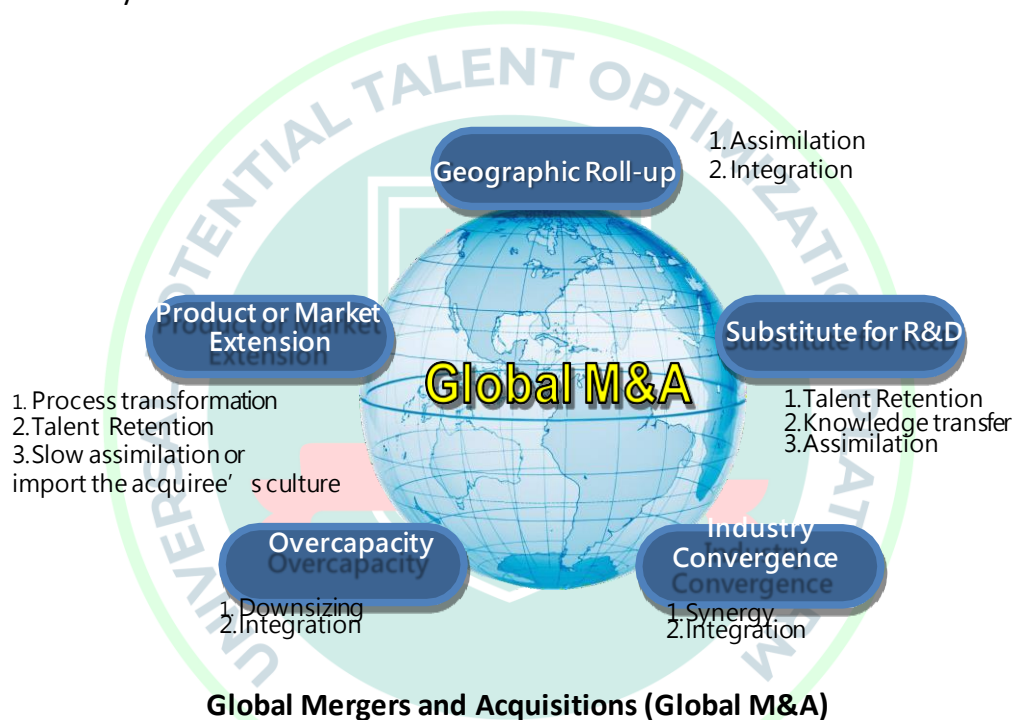 Geographic Roll-up
1. Assimilation
2. Integration
Product or Market
Extension
Substitute for R&D
Global M&A
1. Process transformation
2.Talent Retention
3.Slow assimilation or
import the acquiree' s culture
1.Talent Retention
2.Knowledge transfer
3.Assimilation
Overcapacity
1. Downsizing
2.Integration
Industry
Convergence
1.Synergy
2.Integration
Global Mergers and Acquisitions (Global M&A)
TALENT